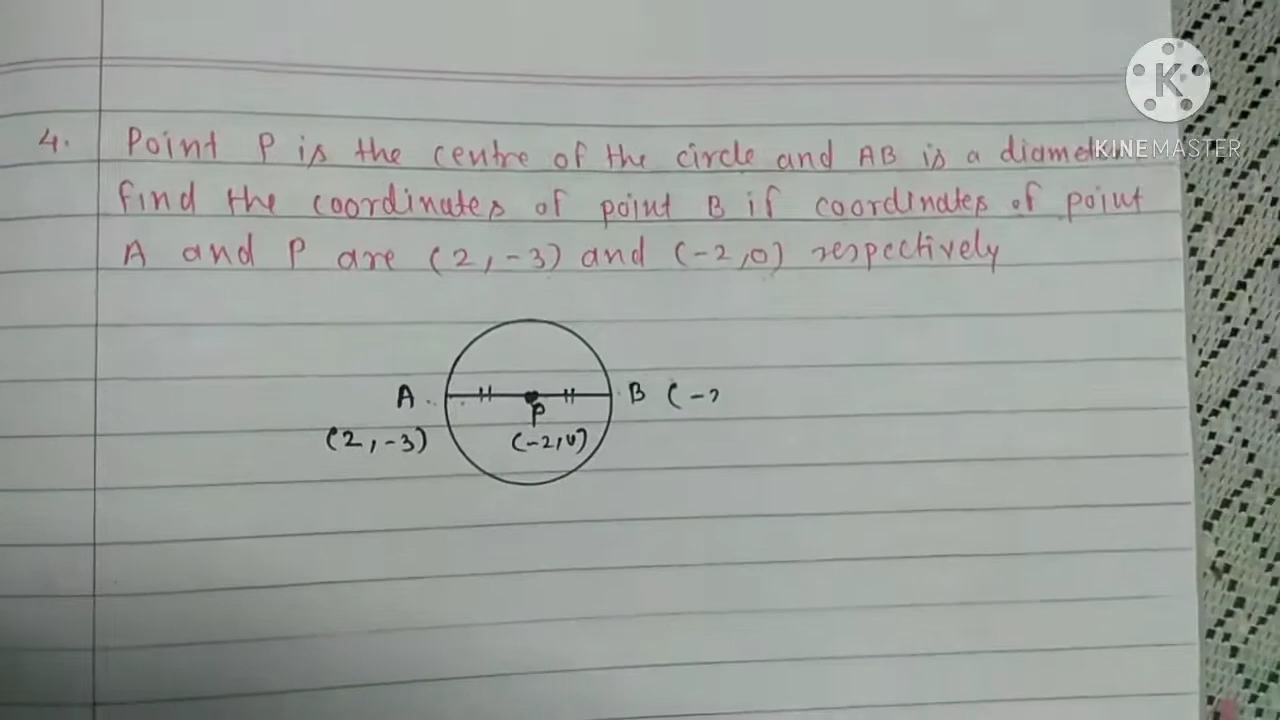 4. Point P is the centre of the circle and AB is a
find the coordinates of point B if coordinates of point
A and P are (2,-3) and (-2,0) respectively
A B (-
P
(2,-3) (-2,0)
K
KINEMASTER